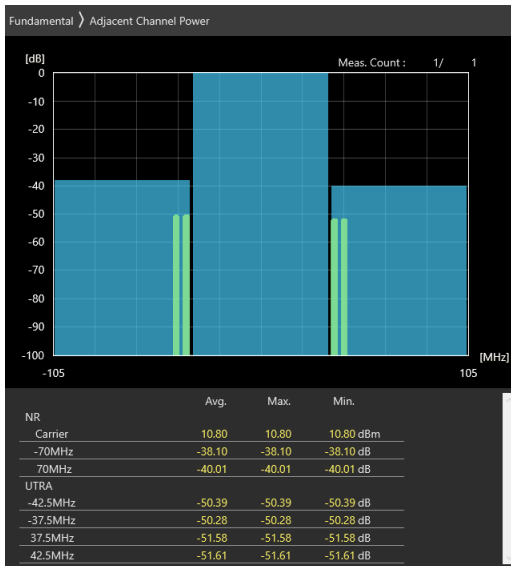 Fundamental 〉 Adjacent Channel Power
[dB]
Meas. Count : 1/ 1
0
-10
-20
-30
-40
-50
-60
-70
-80
-90
-100
[MHz]
-105 105
Avg. Max. Min.
NR
Carrier 10.80 10.80 10.80 dBm
-70MHz -38.10 -38.10 -38.10 dB
70MHz -40.01 -40.01 -40.01 dB
UTRA
-42.5MHz -50.39 -50.39 -50.39 dB
-37.5MHz -50.28 -50.28 -50.28 dB
37.5MHz -51.58 -51.58 -51.58 dB
42.5MHz -51.61 -51.61 -51.61 dB